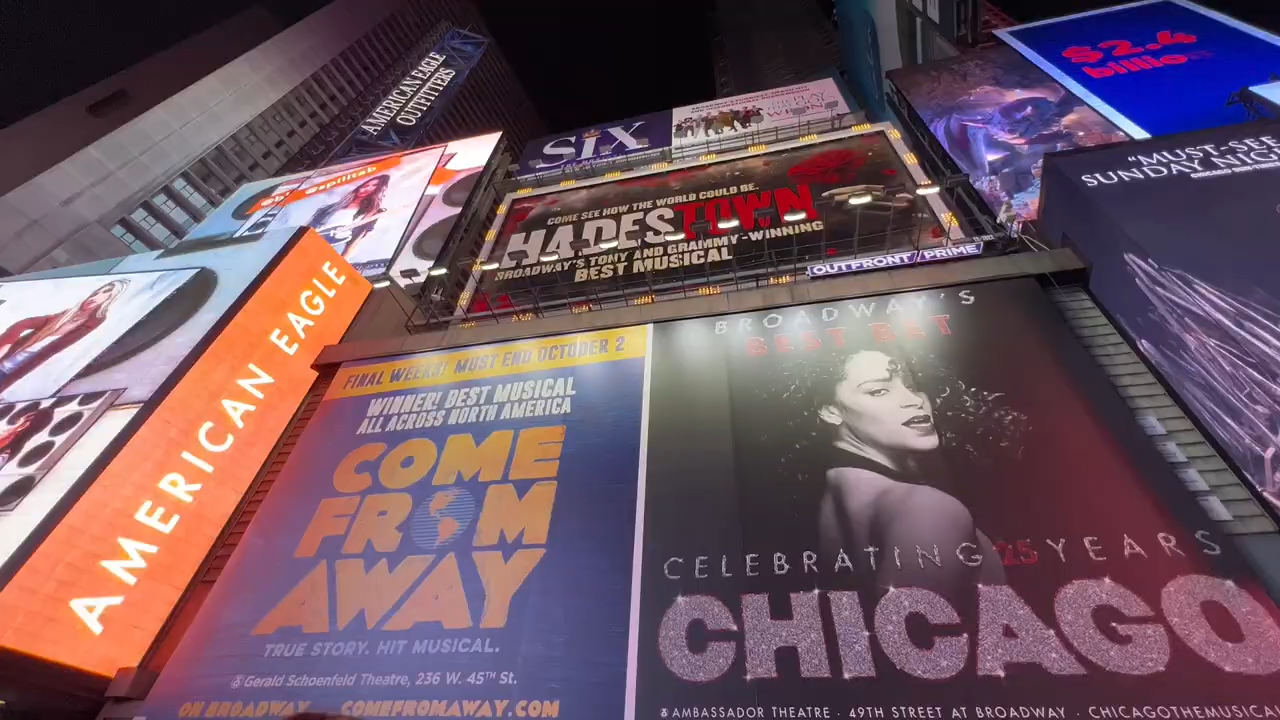 AMERICAN EAGLE
OUTFITTERS
$2.4
billion
SIX
"MUST-SEE
SUNDAY NIGH
@spilltab
COME SEE HOW THE WORLD COULD BE.
HADESTOWN
BROADWAY'S TONY AND GRAMMY-WINNING
BEST MUSICAL
OUTFRONT/PRIME
AMERICAN EAGLE
FINAL WEEKS! MUST END OCTOBER 2
WINNER! BEST MUSICAL
ALL ACROSS NORTH AMERICA
COME
FROM
AWAY
TRUE STORY. HIT MUSICAL.
Gerald Schoenfeld Theatre, 236 W. 45TH St.
ON BROADWAY COMEFROMAWAY.COM
BROADWAY'S
BEST BET
CELEBRATING 25 YEARS
CHICAGO
AMBASSADOR THEATRE · 49TH STREET AT BROADWAY · CHICAGOTHEMUSICAL